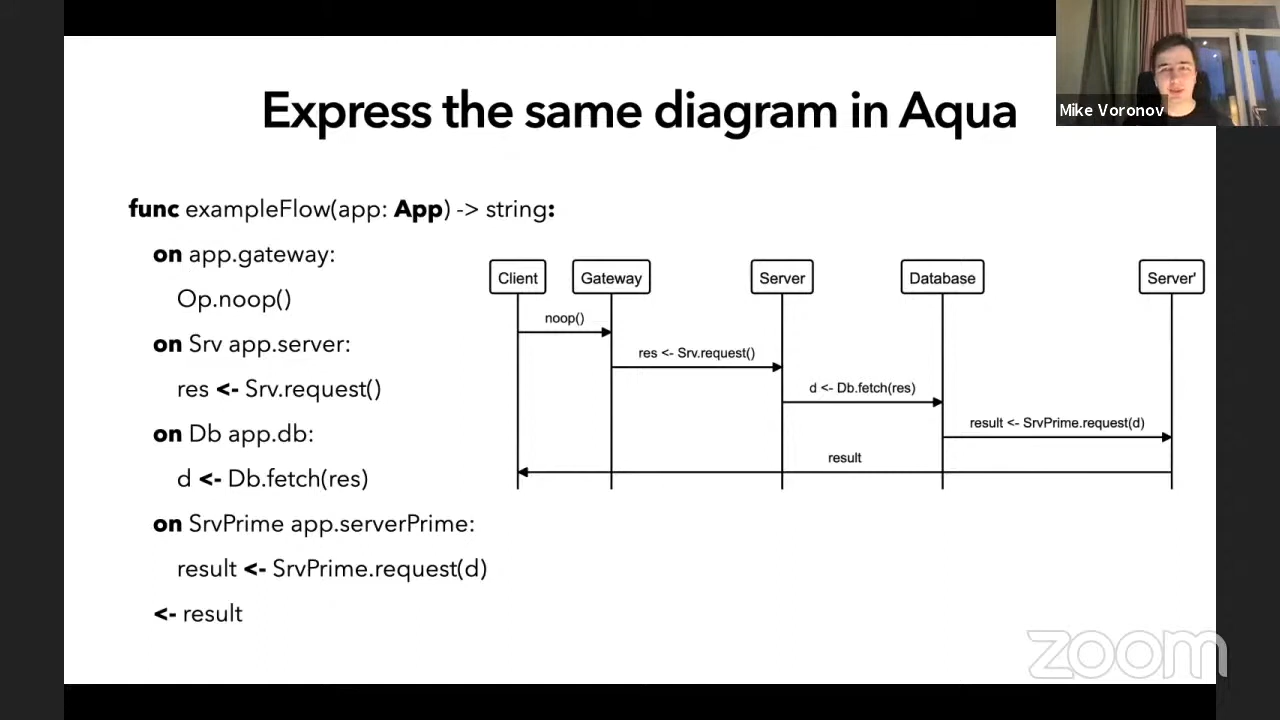 Express the same diagram in Aqua
Mike Voronov
func exampleFlow(app: App) -> string:
on app.gateway:
Op.noop()
on Srv app.server:
res <- Srv.request()
on Db app.db:
d <- Db.fetch(res)
on SrvPrime app.serverPrime:
result <- SrvPrime.request(d)
<- result
Client
Gateway
Server
Database
Server'
noop()
res <- Srv.request()
d <- Db.fetch(res)
result <- SrvPrime.request(d)
result
zoom